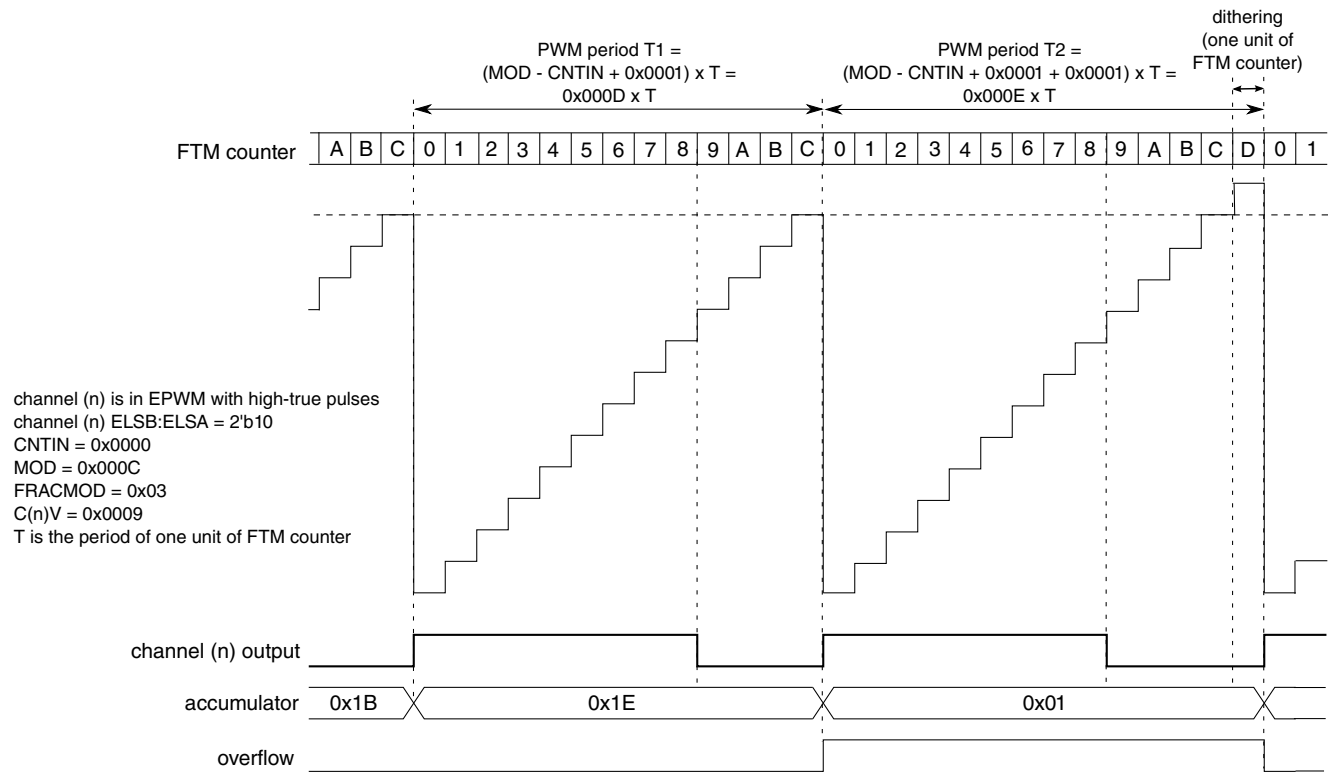 dithering
(one unit of
FTM counter)
PWM period T1 =
(MOD - CNTIN + 0x0001) x T =
0x000D x T
PWM period T2 =
(MOD - CNTIN + 0x0001 + 0x0001) x T =
0x000E x T
FTM counter A B C 0 1 2 3 4 5 6 7 8 9 A B C 0 1 2 3 4 5 6 7 8 9 A B C D 0 1
channel (n) is in EPWM with high-true pulses
channel (n) ELSB:ELSA = 2'b10
CNTIN = 0x0000
MOD = 0x000C
FRACMOD = 0x03
C(n)V = 0x0009
T is the period of one unit of FTM counter
channel (n) output
accumulator 0x1B 0x1E 0x01
overflow